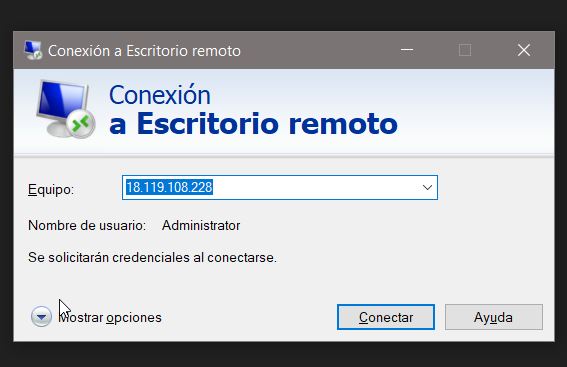 Conexión a Escritorio remoto
Conexión
a Escritorio remoto
Equipo: 18.119.108.228
Nombre de usuario: Administrator
Se solicitarán credenciales al conectarse.
Mostrar opciones Conectar Ayuda